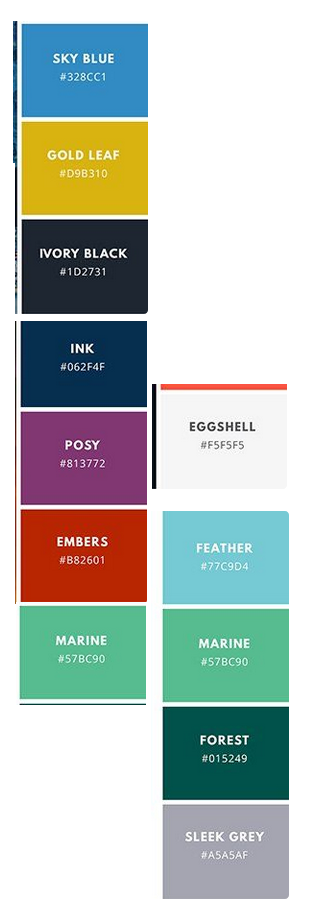 SKY BLUE
#328CC1
GOLD LEAF
#D9B310
IVORY BLACK
#1D2731
INK
#062F4F
POSY
#813772
EMBERS
#B82601
MARINE
#57BC90
EGGSHELL
#F5F5F5
FEATHER
#77C9D4
MARINE
#57BC90
FOREST
#015249
SLEEK GREY
#A5A5AF